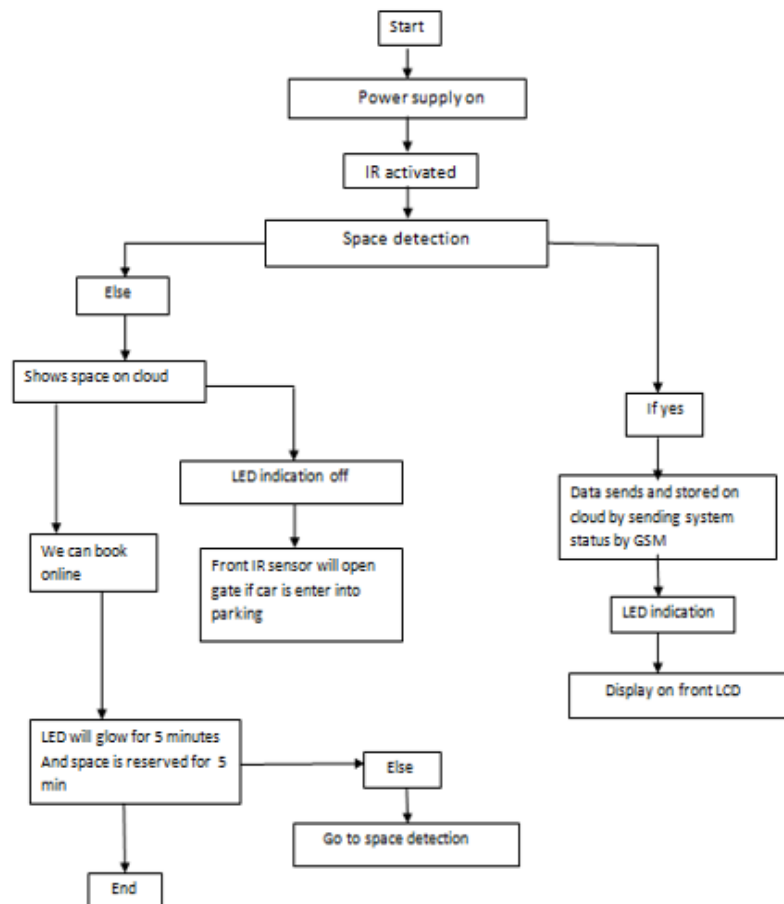 Start
Power supply on
IR activated
Space detection
Else
Shows space on cloud
If yes
LED indication off
Data sends and stored on
cloud by sending system
status by GSM
We can book
online
Front IR sensor will open
gate if car is enter into
parking
LED indication
Display on front LCD
LED will glow for 5 minutes
And space is reserved for 5
min
Else
Go to space detection
End